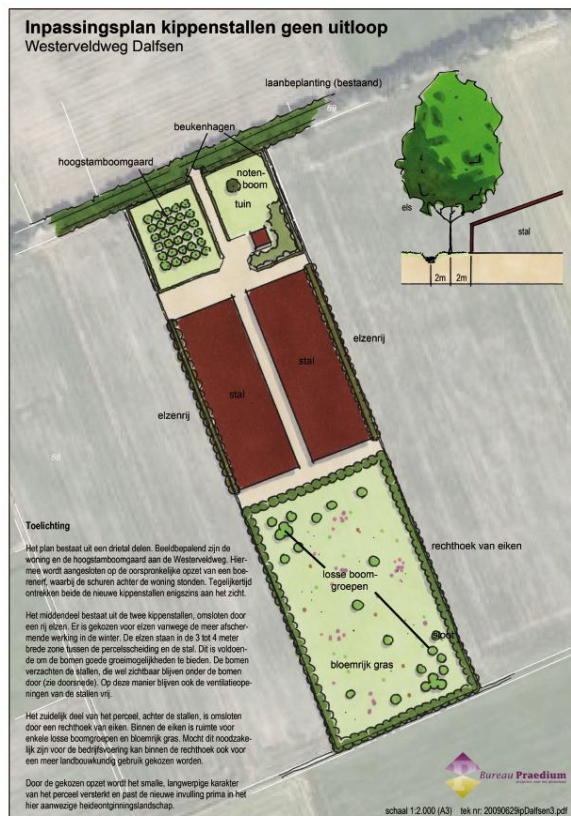 Inpassingsplan kippenstallen geen uitloop
Westerveldweg Dalfsen
laanbeplanting (bestaand)
69
beukenhagen
hoogstamboomgaard
noten-
boom
tuin
els
stal
2m
2m
elzenrij
stal
stal
elzenrij
68
rechthoek van eiken
losse boom-
groepen
sloot
bloemrijk gras
Toelichting
Het plan bestaat uit een drietal delen. Beeldbepalend zijn de
woning en de hoogstamboomgaard aan de Westerveldweg. Hier-
mee wordt aangesloten op de oorspronkelijke opzet van een boe-
renerf, waarbij de schuren achter de woning stonden. Tegelijkertijd
ontrekken beide de nieuwe kippenstallen enigszins aan het zicht.
Het middendeel bestaat uit de twee kippenstallen, omsloten door
een rij elzen. Er is gekozen voor elzen vanwege de meer afscher-
mende werking in de winter. De elzen staan in de 3 tot 4 meter
brede zone tussen de percelsscheiding en de stal. Dit is voldoen-
de om de bomen goede groeimogelijkheden te bieden. De bomen
verzachten de stallen, die wel zichtbaar blijven onder de bomen
door (zie doorsnede). Op deze manier blijven ook de ventilatieope-
ningen van de stallen vrij.
Het zuidelijk deel van het perceel, achter de stallen, is omsloten
door een rechthoek van eiken. Binnen de eiken is ruimte voor
enkele losse boomgroepen en bloemrijk gras. Mocht dit noodzake-
lijk zijn voor de bedrijfsvoering kan binnen de rechthoek ook voor
een meer landbouwkundig gebruik gekozen worden.
Door de gekozen opzet wordt het smalle, langwerpige karakter
van het perceel versterkt en past de nieuwe invulling prima in het
hier aanwezige heideontginningslandschap.
Bureau Praedium
schaal 1:2.000 (A3) tek nr: 20090629ipDalfsen3.pdf